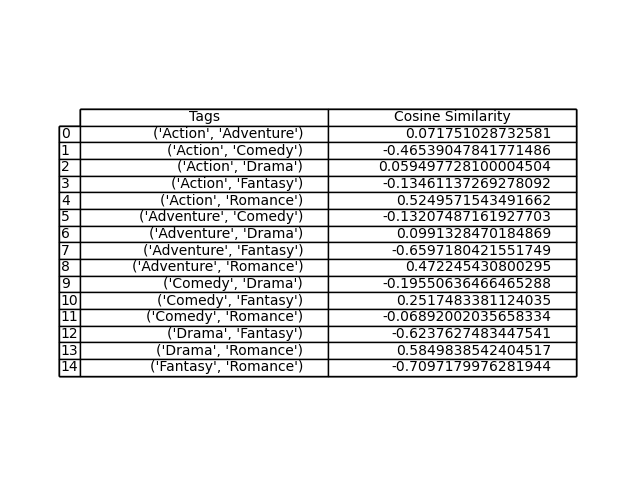 Tags Cosine Similarity
0 ('Action', 'Adventure') 0.071751028732581
1 ('Action', 'Comedy') -0.46539047841771486
2 ('Action', 'Drama') 0.059497728100004504
3 ('Action', 'Fantasy') -0.13461137269278092
4 ('Action', 'Romance') 0.5249571543491662
5 ('Adventure', 'Comedy') -0.13207487161927703
6 ('Adventure', 'Drama') 0.0991328470184869
7 ('Adventure', 'Fantasy') -0.6597180421551749
8 ('Adventure', 'Romance') 0.472245430800295
9 ('Comedy', 'Drama') -0.19550636466465288
10 ('Comedy', 'Fantasy') 0.2517483381124035
11 ('Comedy', 'Romance') -0.06892002035658334
12 ('Drama', 'Fantasy') -0.6237627483447541
13 ('Drama', 'Romance') 0.5849838542404517
14 ('Fantasy', 'Romance') -0.7097179976281944